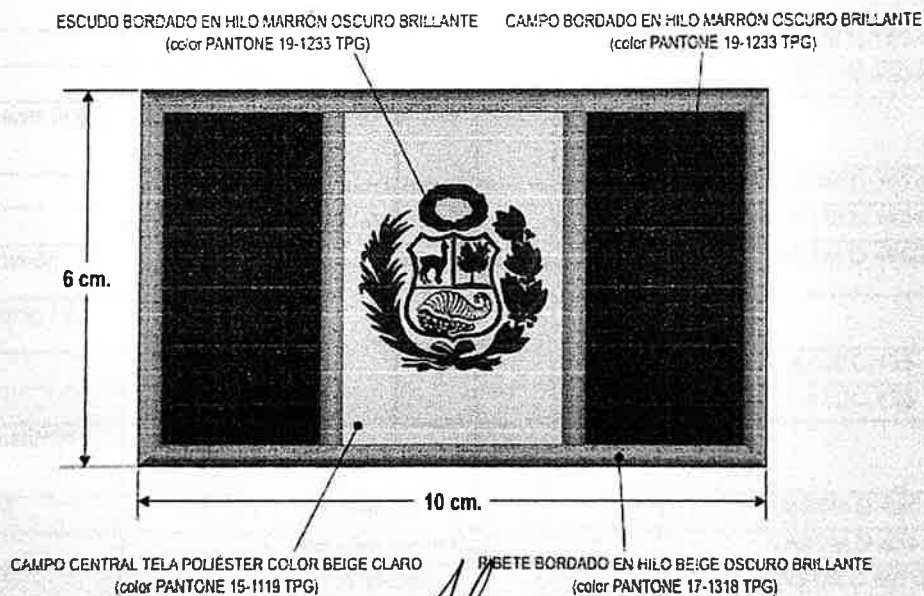 ESCUDO BORDADO EN HILO MARRÓN OSCURO BRILLANTE
(color PANTONE 19-1233 TPG)
CAMPO BORDADO EN HILO MARRÓN OSCURO BRILLANTE
(color PANTONE 19-1233 TPG)
6 cm.
10 cm.
CAMPO CENTRAL TELA POLIÉSTER COLOR BEIGE CLARO
(color PANTONE 15-1119 TPG)
RIBETE BORDADO EN HILO BEIGE OSCURO BRILLANTE
(color PANTONE 17-1318 TPG)